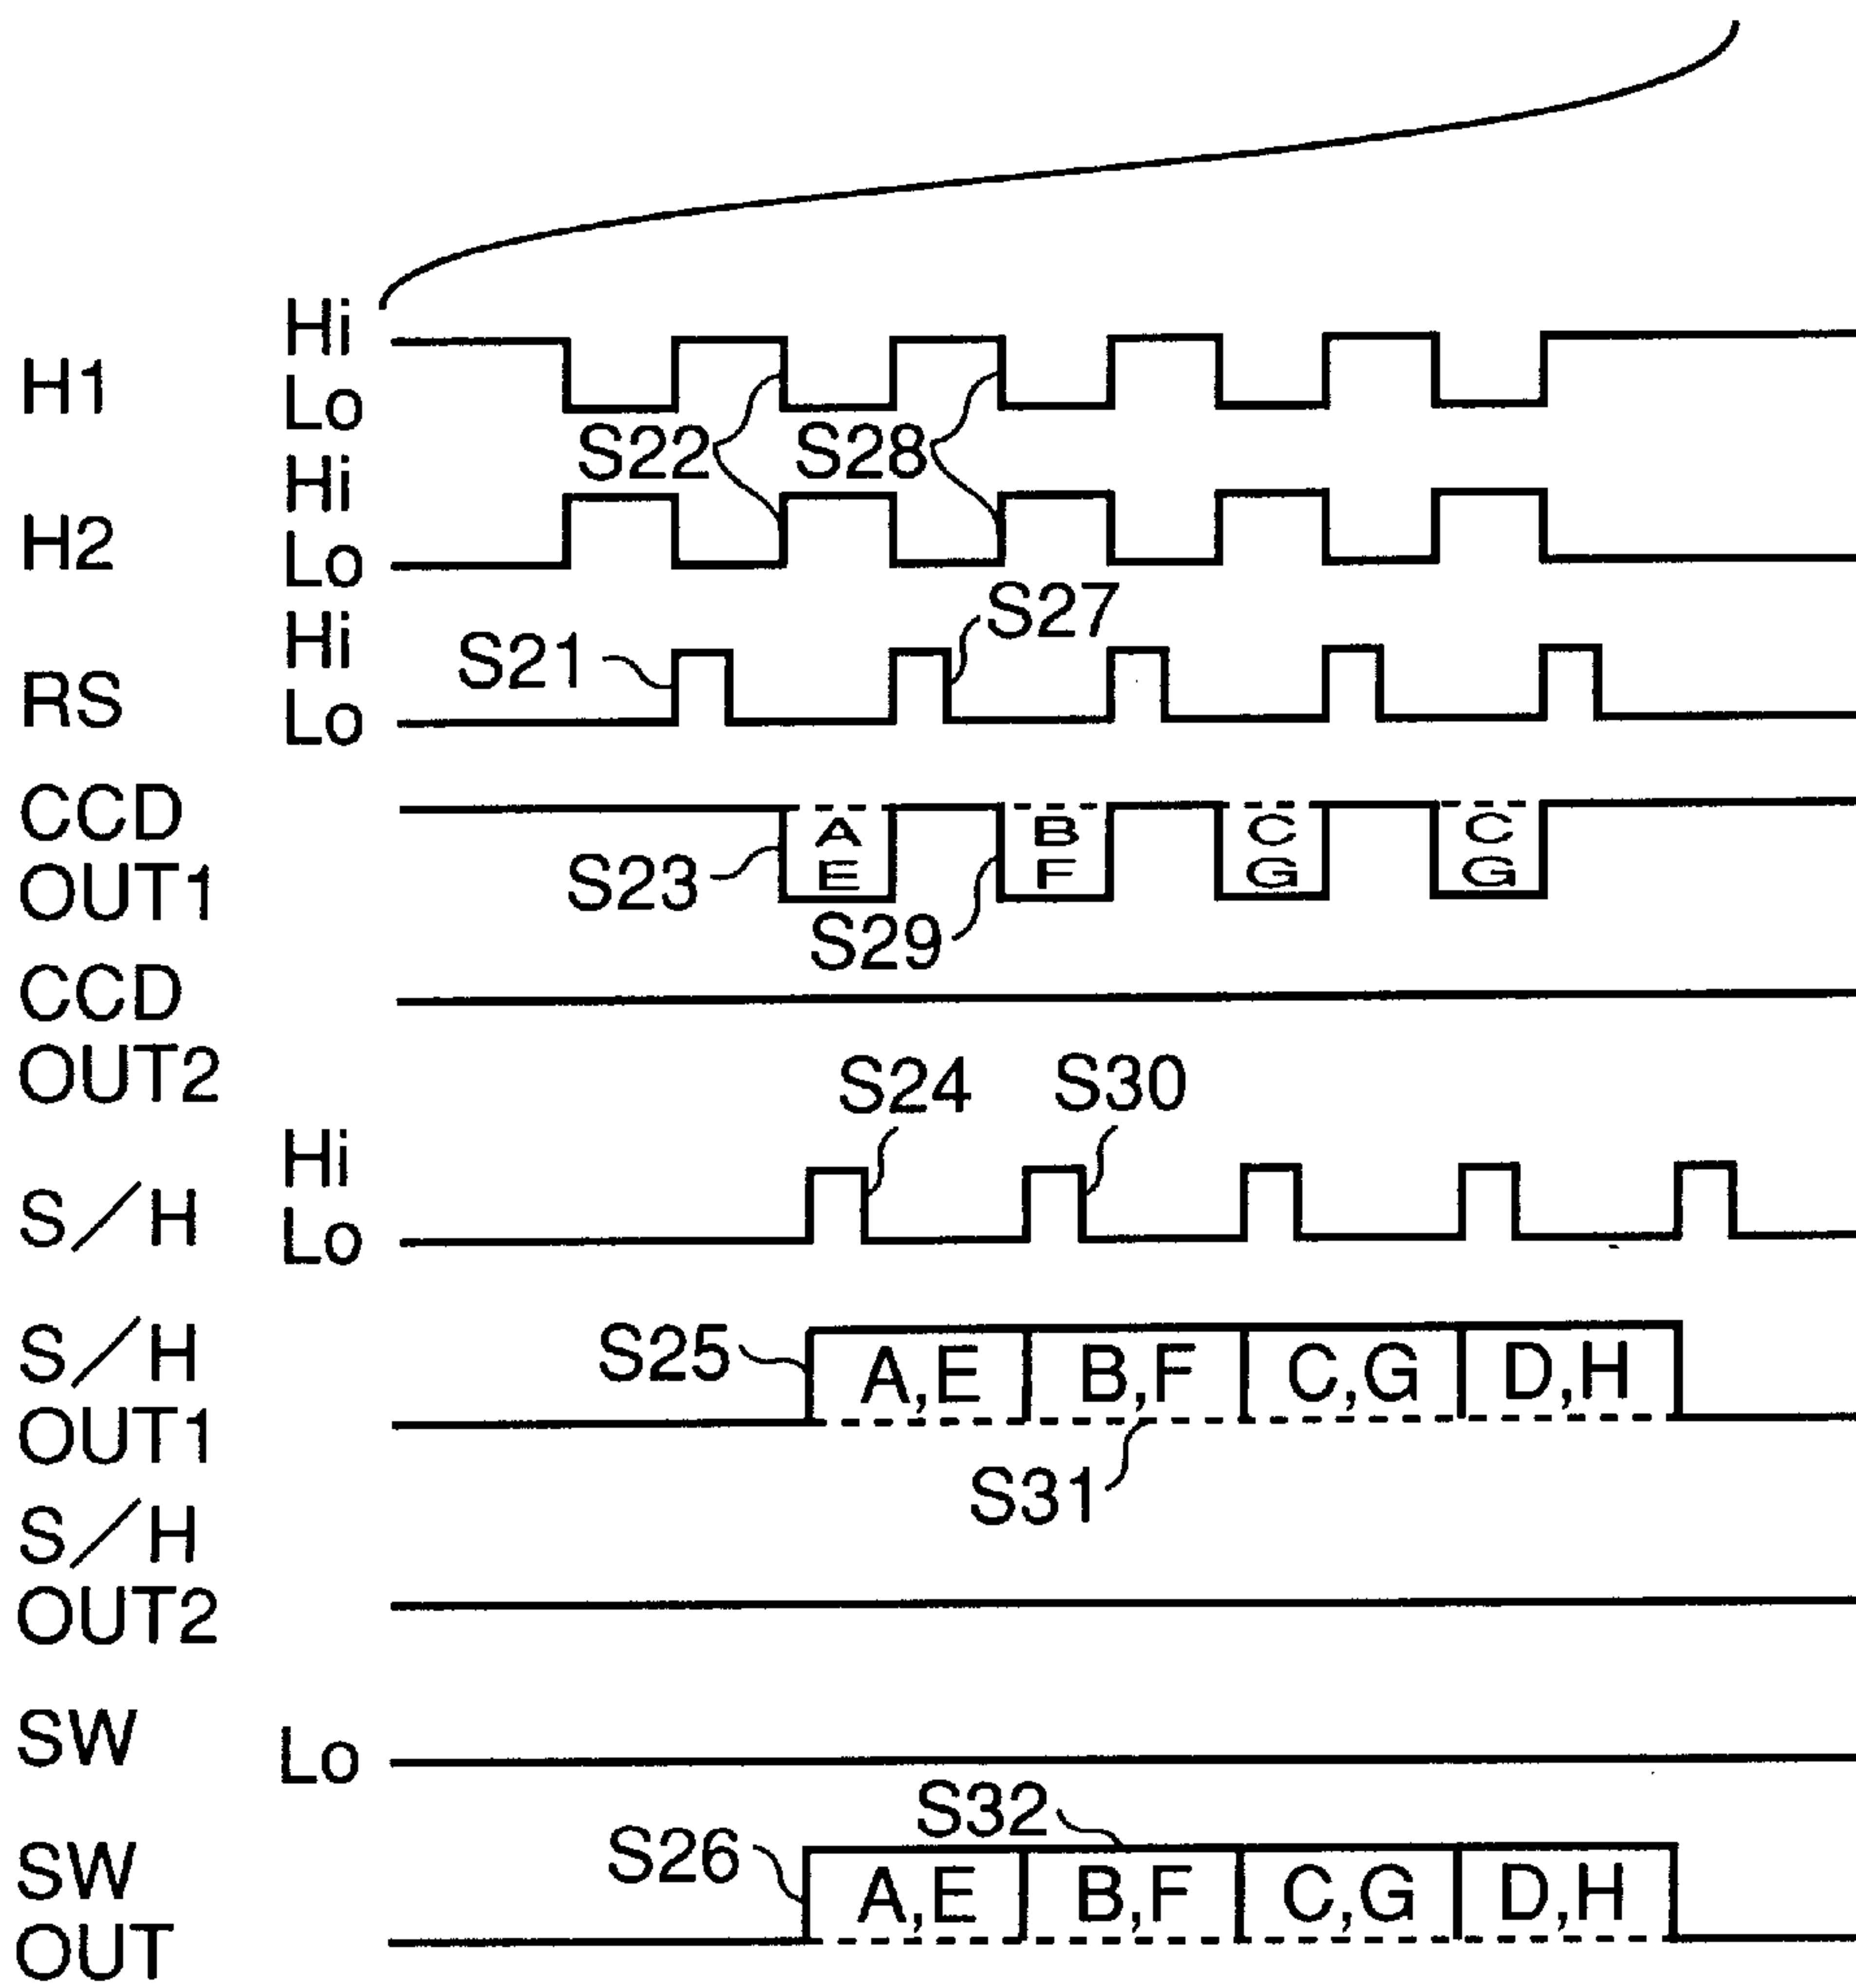 Hi
H1
Lo
S22
S28
Hi
H2
Lo
S27
Hi
S21
RS
Lo
CCD
OUT1
A
E
B
F
C
G
C
G
S23
S29
CCD
OUT2
S24
S30
Hi
S/H
Lo
S/H
OUT1
S25
A,E
B,F
C,G
D,H
S31
S/H
OUT2
SW
Lo
S32
SW
OUT
S26
A,E
B,F
C,G
D,H